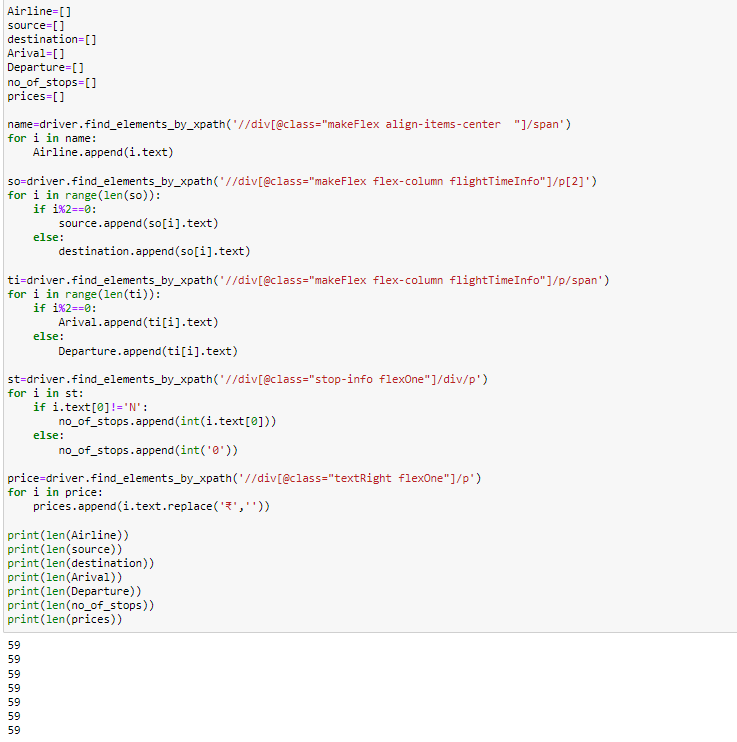 Airline=[]
source=[]
destination=[]
Arival=[]
Departure=[]
no_of_stops=[]
prices=[]

name=driver.find_elements_by_xpath('//div[@class="makeFlex align-items-center  "]/span')
for i in name:
    Airline.append(i.text)

so=driver.find_elements_by_xpath('//div[@class="makeFlex flex-column flightTimeInfo"]/p[2]')
for i in range(len(so)):
    if i%2==0:
        source.append(so[i].text)
    else:
        destination.append(so[i].text)

ti=driver.find_elements_by_xpath('//div[@class="makeFlex flex-column flightTimeInfo"]/p/span')
for i in range(len(ti)):
    if i%2==0:
        Arival.append(ti[i].text)
    else:
        Departure.append(ti[i].text)

st=driver.find_elements_by_xpath('//div[@class="stop-info flexOne"]/div/p')
for i in st:
    if i.text[0]!='N':
        no_of_stops.append(int(i.text[0]))
    else:
        no_of_stops.append(int('0'))

price=driver.find_elements_by_xpath('//div[@class="textRight flexOne"]/p')
for i in price:
    prices.append(i.text.replace('₹',''))

print(len(Airline))
print(len(source))
print(len(destination))
print(len(Arival))
print(len(Departure))
print(len(no_of_stops))
print(len(prices))

59
59
59
59
59
59
59